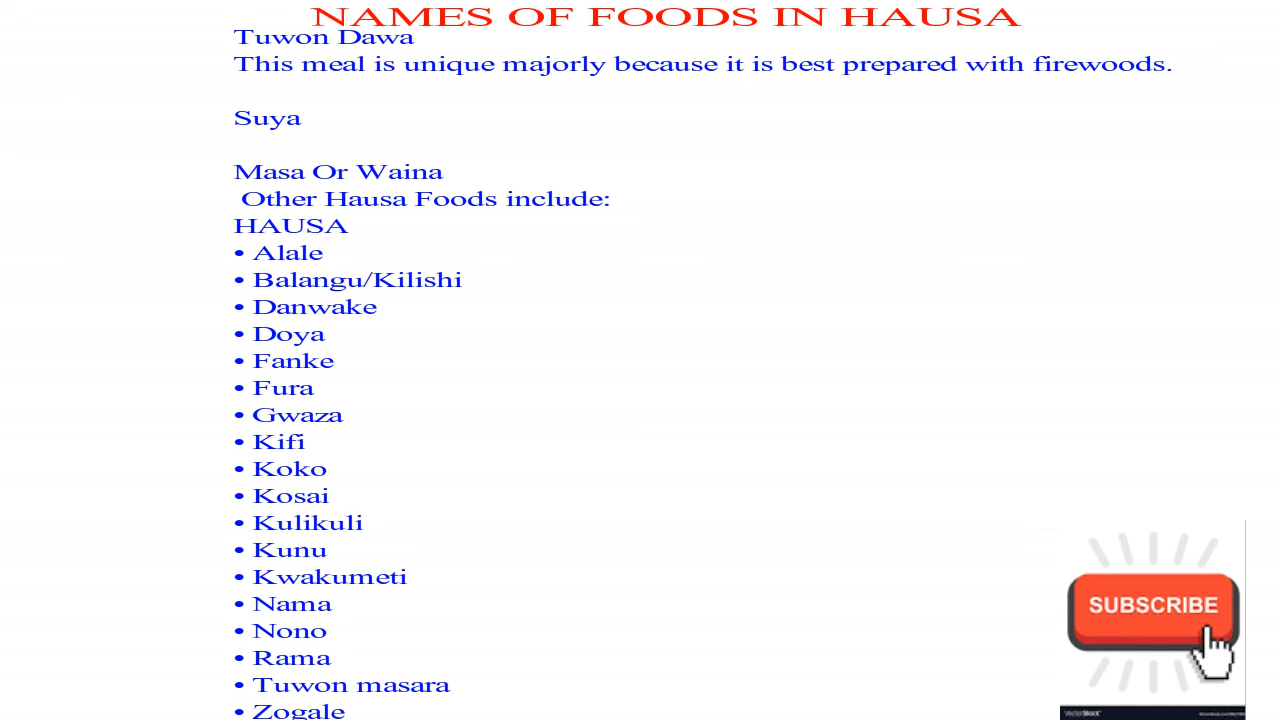 NAMES OF FOODS IN HAUSA
Tuwon Dawa
This meal is unique majorly because it is best prepared with firewoods.
Suya
Masa Or Waina
Other Hausa Foods include:
HAUSA
• Alale
• Balangu/Kilishi
• Danwake
• Doya
• Fanke
• Fura
• Gwaza
• Kifi
• Koko
• Kosai
• Kulikuli
• Kunu
• Kwakumeti
• Nama
• Nono
• Rama
• Tuwon masara
• Zogale
SUBSCRIBE
VectorStock